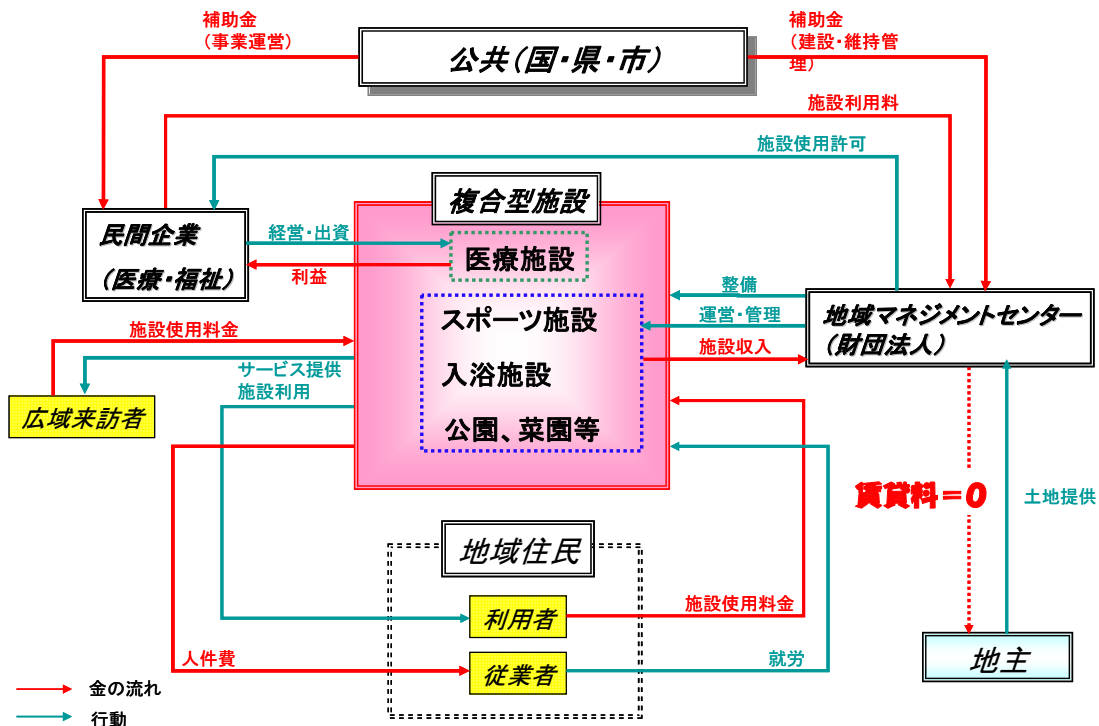 補助金
（事業運営）
公共（国・県・市）
補助金
（建設・維持管
理）
施設利用料
施設使用許可
複合型施設
民間企業
（医療・福祉）
経営・出資
利益
医療施設
整備
運営・管理
施設収入
地域マネジメントセンター
（財団法人）
スポーツ施設
入浴施設
公園、菜園等
施設使用料金
サービス提供
施設利用
広域来訪者
賃貸料＝０
土地提供
地域住民
利用者
施設使用料金
人件費
従業者
就労
地主
金の流れ
行動